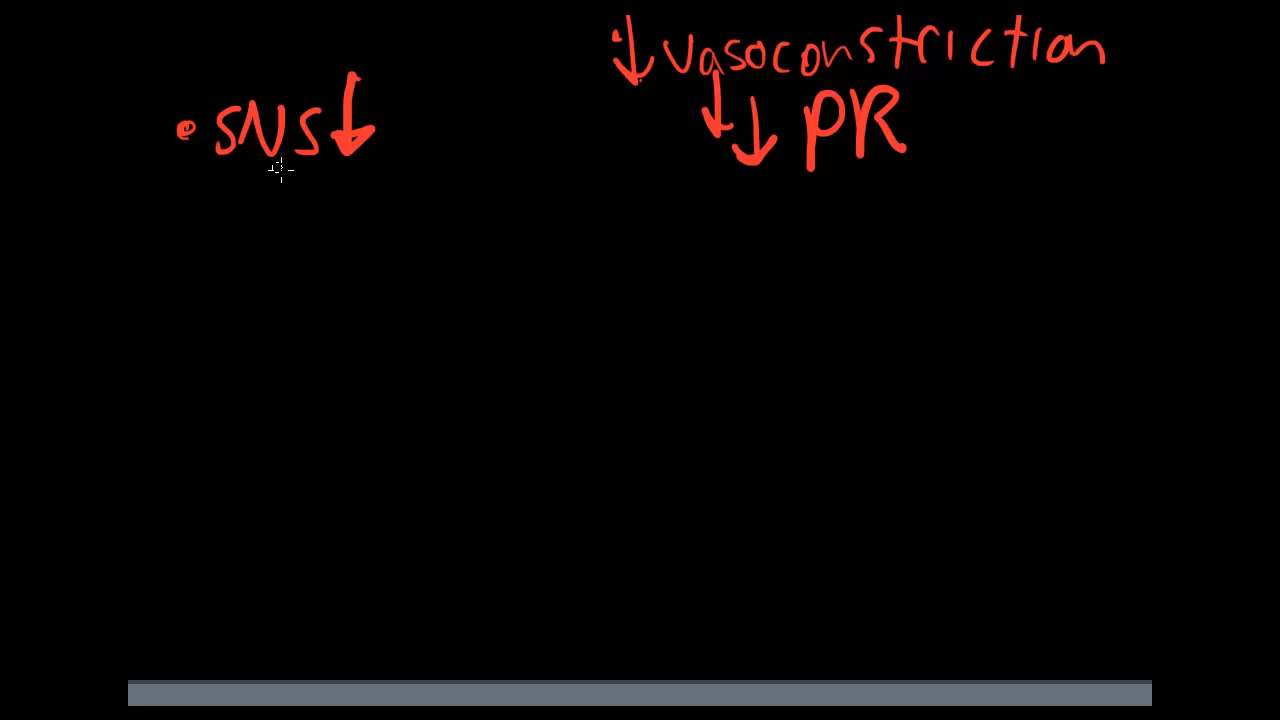 ↓ vasoconstriction
• SNS ↓
↓ ↓ PR